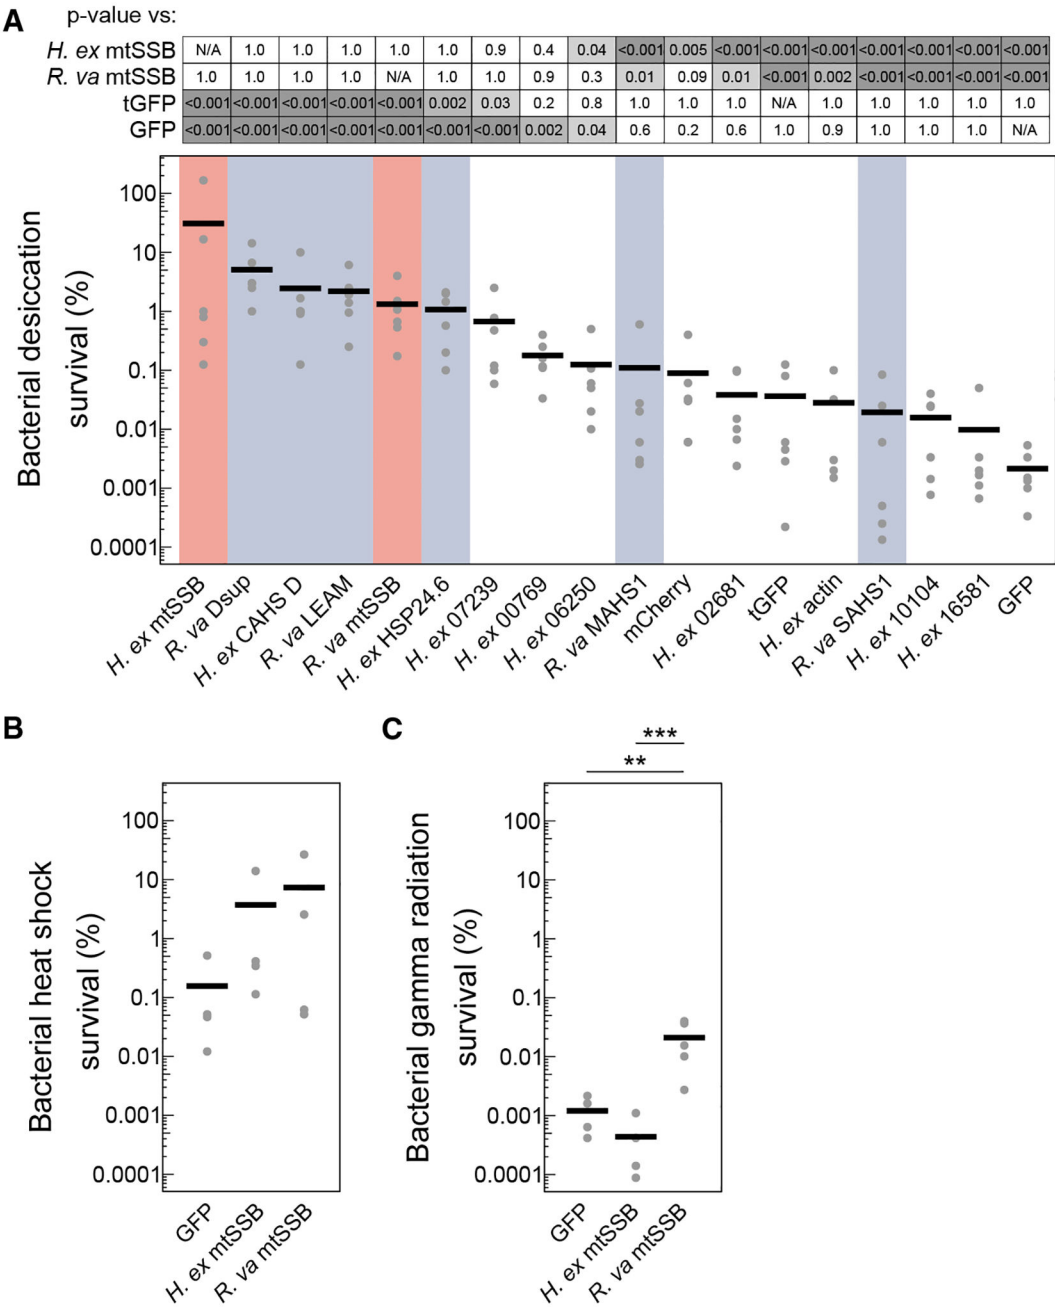 A
p-value vs:
H. ex mtSSB N/A 1.0 1.0 1.0 1.0 1.0 0.9 0.4 0.04 <0.001 0.005 <0.001 <0.001 <0.001 <0.001 <0.001 <0.001 <0.001
R. va mtSSB 1.0 1.0 1.0 1.0 N/A 1.0 1.0 0.9 0.3 0.01 0.09 0.01 <0.001 0.002 <0.001 <0.001 <0.001 <0.001
tGFP <0.001 <0.001 <0.001 <0.001 <0.001 0.002 0.03 0.2 0.8 1.0 1.0 1.0 N/A 1.0 1.0 1.0 1.0 1.0
GFP <0.001 <0.001 <0.001 <0.001 <0.001 <0.001 <0.001 0.002 0.04 0.6 0.2 0.6 1.0 0.9 1.0 1.0 1.0 N/A
Bacterial desiccation
survival (%)
100
10
1
0.1
0.01
0.001
0.0001
H. ex mtSSB
R. va Dsup
H. ex CAHS D
R. va LEAM
R. va mtSSB
H. ex HSP24.6
H. ex 07239
H. ex 00769
H. ex 06250
R. va MAHS1
mCherry
H. ex 02681
tGFP
H. ex actin
R. va SAHS1
H. ex 10104
H. ex 16581
GFP
B
Bacterial heat shock
survival (%)
100
10
1
0.1
0.01
0.001
0.0001
GFP
H. ex mtSSB
R. va mtSSB
C
***
**
Bacterial gamma radiation
survival (%)
100
10
1
0.1
0.01
0.001
0.0001
GFP
H. ex mtSSB
R. va mtSSB